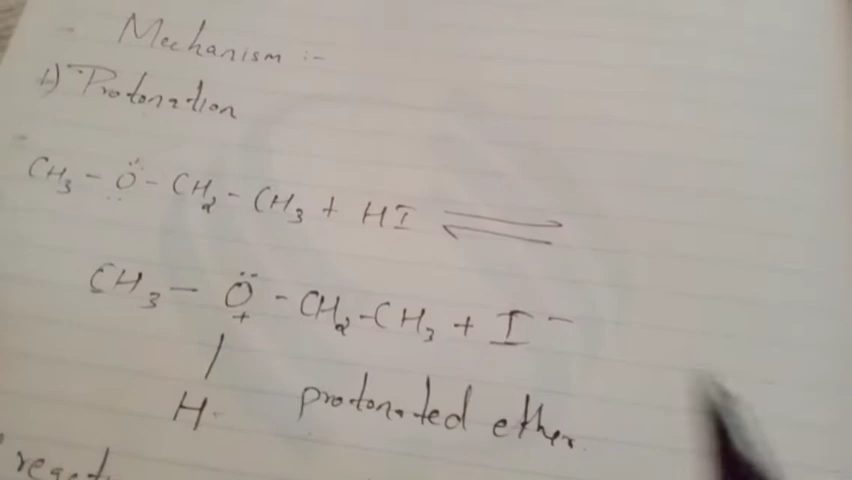 Mechanism :-
1) Protonation
CH3 - Ö - CH2 - CH3 + HI ⇌
CH3 - Ö+ - CH2 - CH3 + I-
|
H
protonated ether